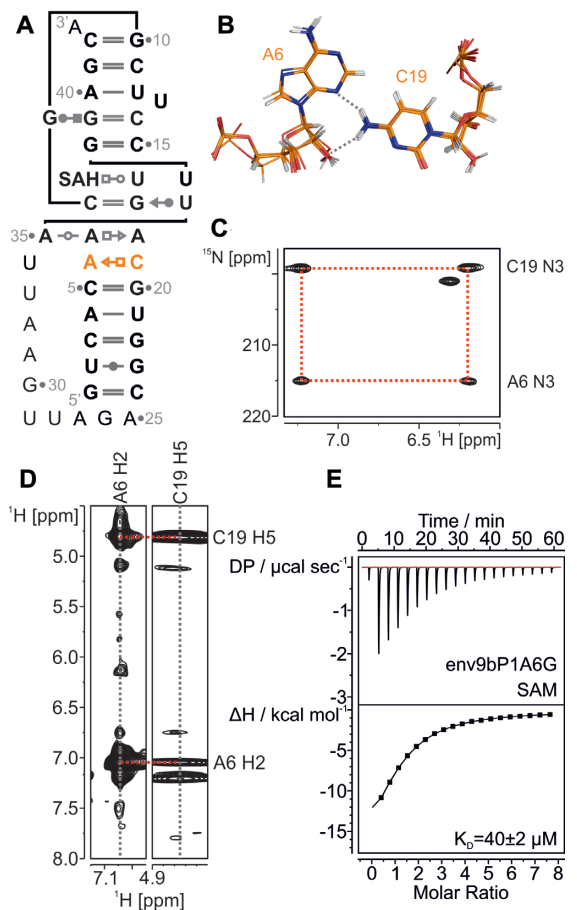 A
3'A
C G 10
G C
40 A U
U
G G C
G C 15
SAH U U
C G U
35 A A A
U A C
U 5 C G 20
A A U
A C G
G 30 U G
5' G C
U U A G A 25
B
A6
C19
C
15N [ppm]
C19 N3
210
215
A6 N3
220
7.0 6.5 1H [ppm]
D
A6 H2
C19 H5
1H [ppm]
C19 H5
5.0
5.5
6.0
6.5
7.0
A6 H2
7.5
8.0
7.1 4.9
1H [ppm]
E
Time / min
0 10 20 30 40 50 60
DP / µcal sec-1
-1
-2
-3
env9bP1A6G
SAM
ΔH / kcal mol-1
-5
-10
-15
KD=40±2 µM
0 1 2 3 4 5 6 7 8
Molar Ratio